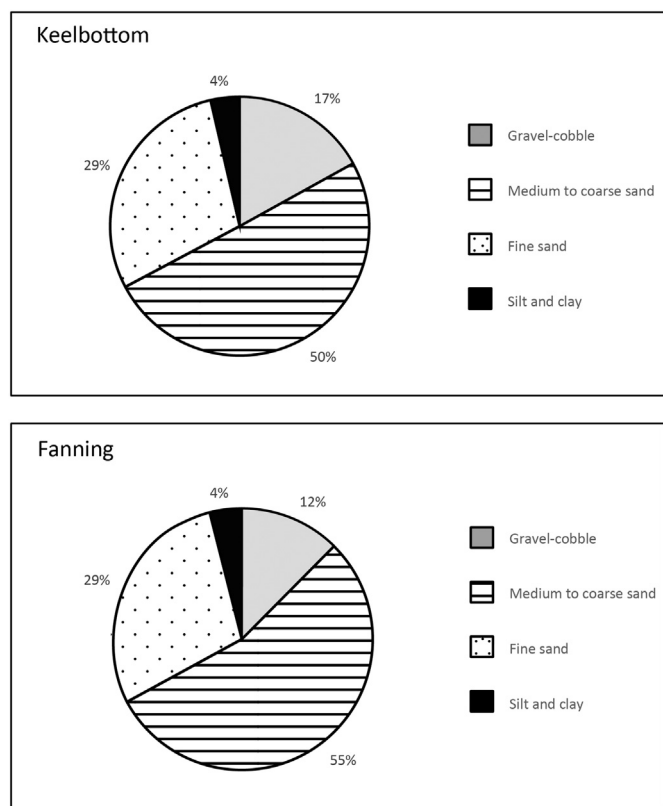 Keelbottom
4%
17%
29%
50%
Gravel-cobble
Medium to coarse sand
Fine sand
Silt and clay
Fanning
4%
12%
29%
55%
Gravel-cobble
Medium to coarse sand
Fine sand
Silt and clay